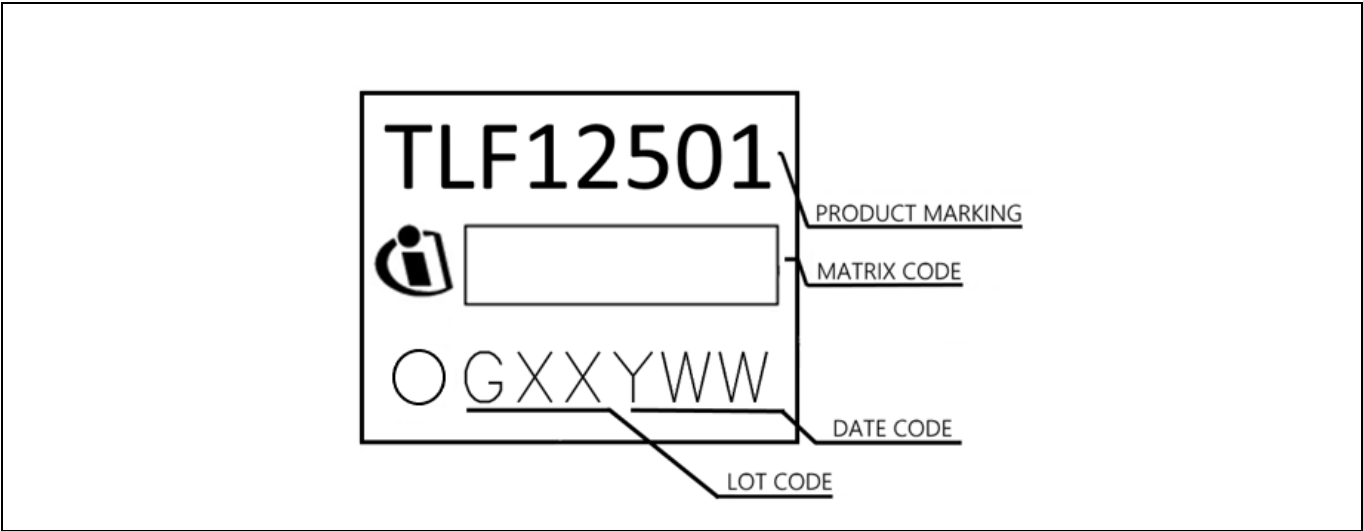 TLF12501
PRODUCT MARKING
MATRIX CODE
GXXYWW
DATE CODE
LOT CODE